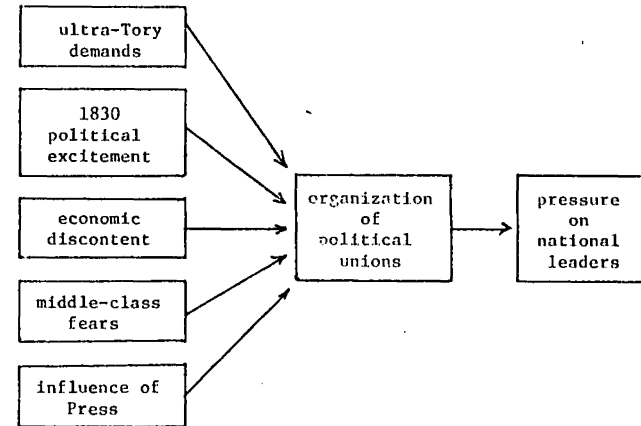 ultra-Tory
demands
1830
political
excitement
economic
discontent
middle-class
fears
influence of
Press
organization
of
political
unions
pressure
on
national
leaders